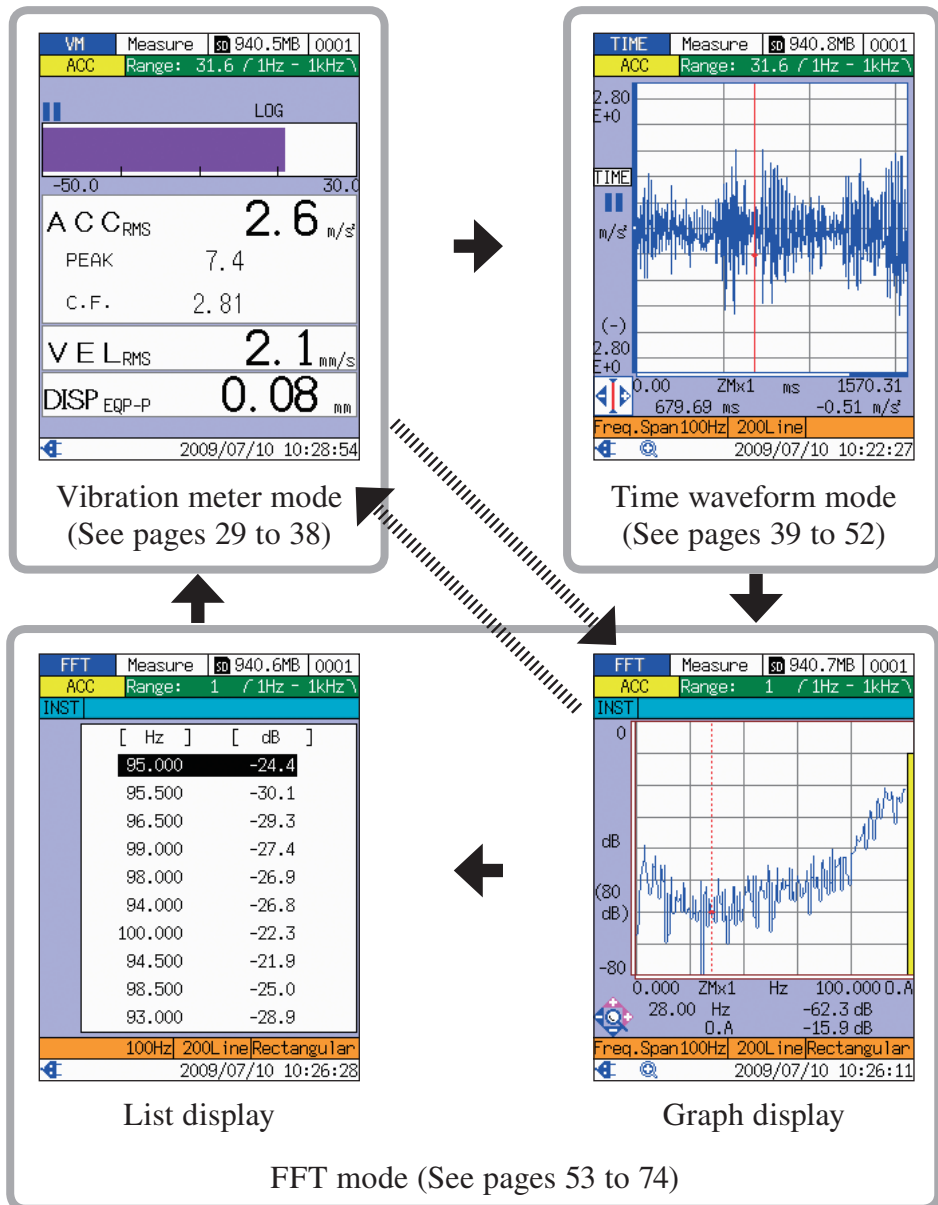 VM Measure SD 940.5MB 0001
ACC Range: 31.6 1Hz - 1kHz
LOG
-50.0 30.0
ACC RMS 2.6 m/s²
PEAK 7.4
C.F. 2.81
VEL RMS 2.1 mm/s
DISP EQP-P 0.08 mm
2009/07/10 10:28:54
Vibration meter mode
(See pages 29 to 38)
TIME Measure SD 940.8MB 0001
ACC Range: 31.6 1Hz - 1kHz
2.80
E+0
TIME
m/s²
(-)
2.80
E+0
0.00 ZMx1 ms 1570.31
679.69 ms -0.51 m/s²
Freq.Span 100Hz 200Line
2009/07/10 10:22:27
Time waveform mode
(See pages 39 to 52)
FFT Measure SD 940.6MB 0001
ACC Range: 1 1Hz - 1kHz
INST
[ Hz ] [ dB ]
95.000 -24.4
95.500 -30.1
96.500 -29.3
99.000 -27.4
98.000 -26.9
94.000 -26.8
100.000 -22.3
94.500 -21.9
98.500 -25.0
93.000 -28.9
100Hz 200Line Rectangular
2009/07/10 10:26:28
List display
FFT Measure SD 940.7MB 0001
ACC Range: 1 1Hz - 1kHz
INST
0
dB
(80
dB)
-80
0.000 ZMx1 Hz 100.000 O.A
28.00 Hz -62.3 dB
O.A -15.9 dB
Freq.Span 100Hz 200Line Rectangular
2009/07/10 10:26:11
Graph display
FFT mode (See pages 53 to 74)